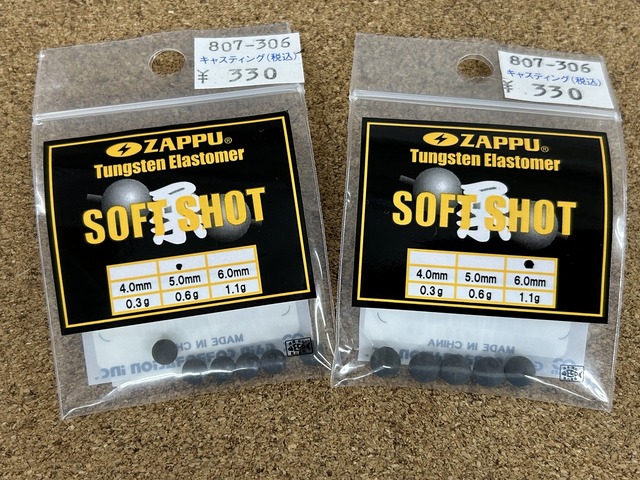 807-306
キャスティング(税込)
¥ 330
ZAPPU®
Tungsten Elastomer
SOFT SHOT
4.0mm 5.0mm 6.0mm
0.3g 0.6g 1.1g
MADE IN CHINA
807-306
キャスティング(税込)
¥ 330
ZAPPU®
Tungsten Elastomer
SOFT SHOT
4.0mm 5.0mm 6.0mm
0.3g 0.6g 1.1g
MADE IN CHINA